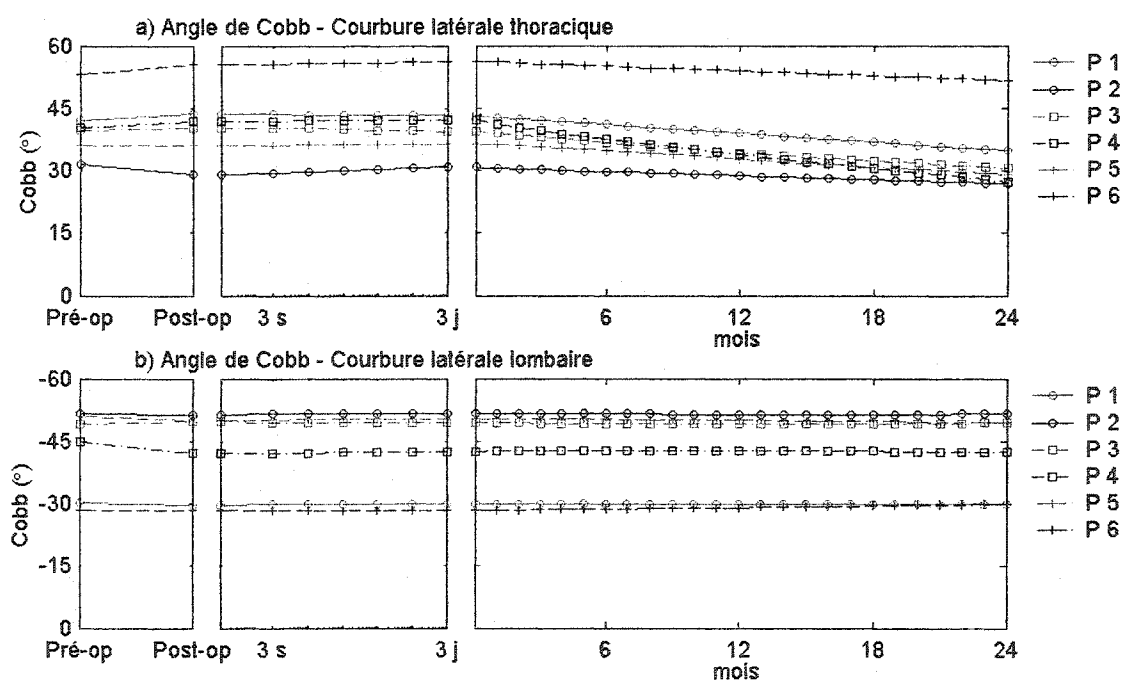 a) Angle de Cobb - Courbure latérale thoracique
60
45
30
15
0
Cobb (°)
Pré-op Post-op 3 s 3 j 6 12 18 24
mois
P 1
P 2
P 3
P 4
P 5
P 6
b) Angle de Cobb - Courbure latérale lombaire
-60
-45
-30
-15
0
Cobb (°)
Pré-op Post-op 3 s 3 j 6 12 18 24
mois
P 1
P 2
P 3
P 4
P 5
P 6